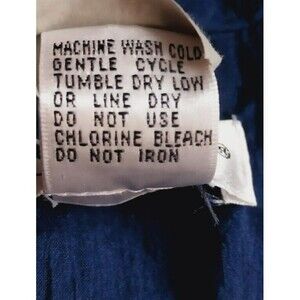 MACHINE WASH COLD
GENTLE CYCLE
TUMBLE DRY LOW
OR LINE DRY
DO NOT USE
CHLORINE BLEACH
DO NOT IRON